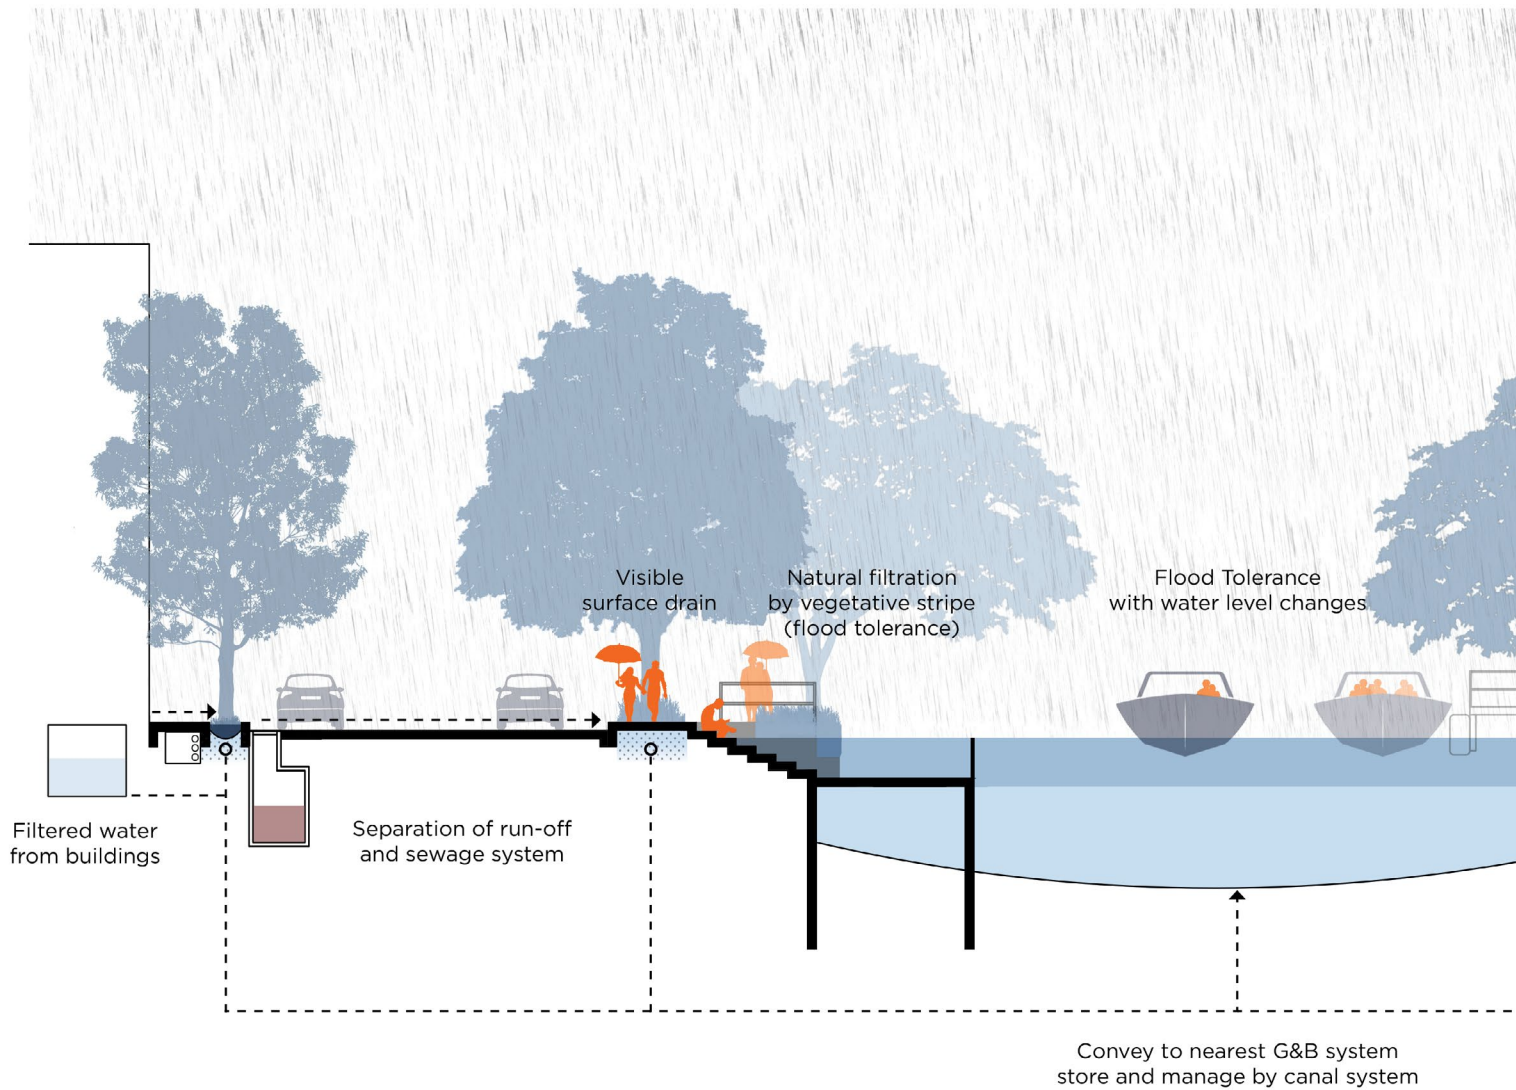 Visible
surface drain
Natural filtration
by vegetative stripe
(flood tolerance)
Flood Tolerance
with water level changes
Filtered water
from buildings
Separation of run-off
and sewage system
Convey to nearest G&B system
store and manage by canal system